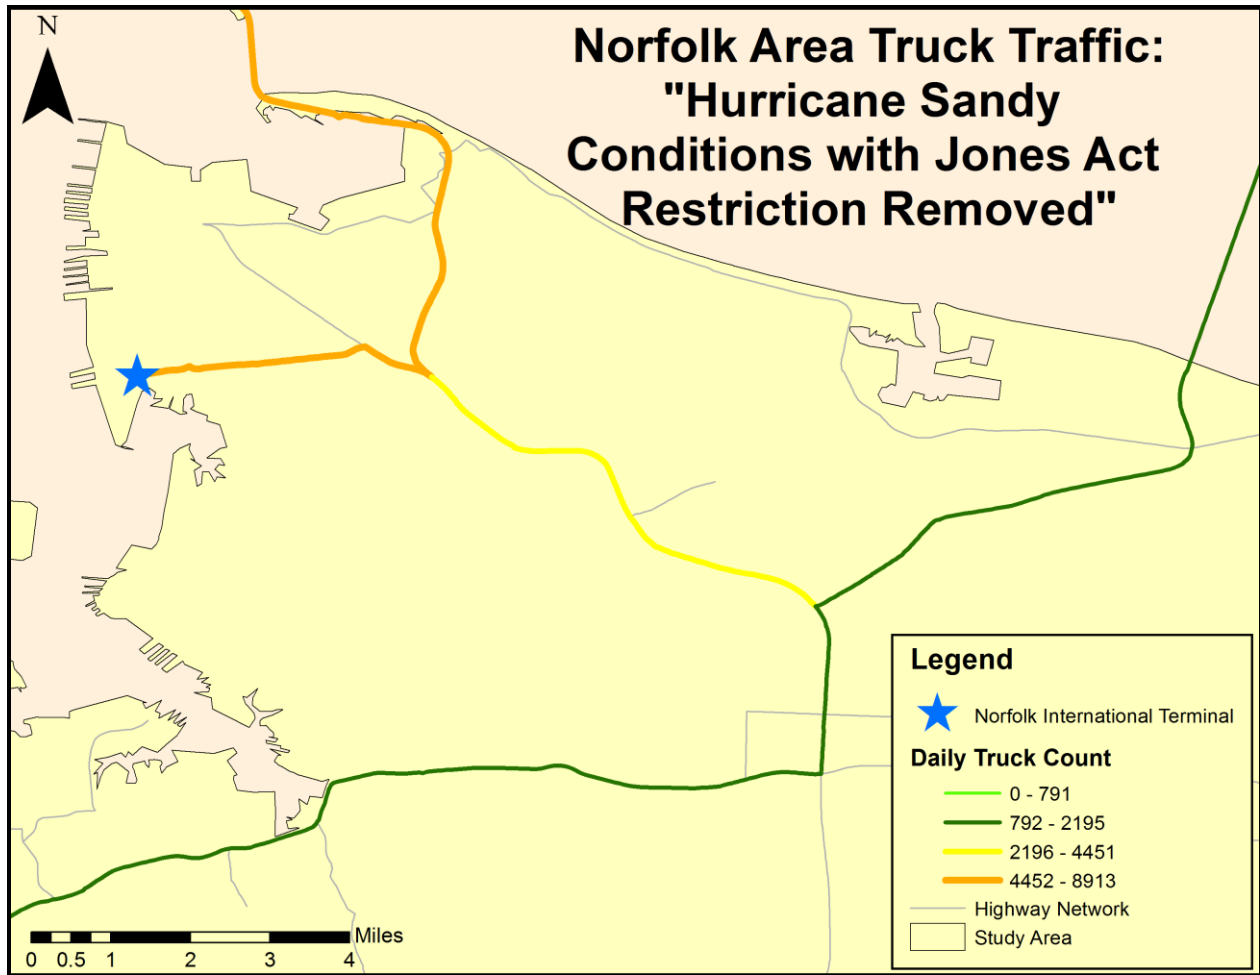 N
Norfolk Area Truck Traffic:
"Hurricane Sandy
Conditions with Jones Act
Restriction Removed"
Legend
Norfolk International Terminal
Daily Truck Count
0 - 791
792 - 2195
2196 - 4451
4452 - 8913
Highway Network
Study Area
Miles
0 0.5 1 2 3 4